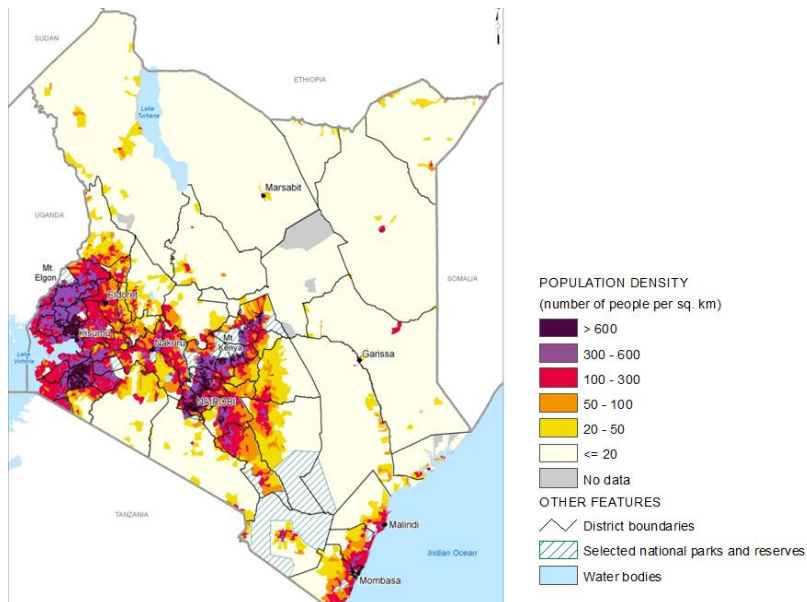 SUDAN
ETHIOPIA
Lake
Turkana
Marsabit
UGANDA
Mt.
Elgon
Eldoret
SOMALIA
Kisumu
Nakuru
Mt.
Kenya
Lake
Victoria
Garissa
NAIROBI
TANZANIA
Malindi
Indian Ocean
Mombasa
POPULATION DENSITY
(number of people per sq. km)
> 600
300 - 600
100 - 300
50 - 100
20 - 50
<= 20
No data
OTHER FEATURES
District boundaries
Selected national parks and reserves
Water bodies